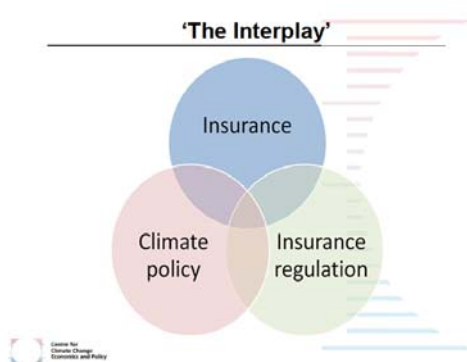 'The Interplay'
Insurance
Climate
policy
Insurance
regulation
Centre for
Climate Change
Economics and Policy